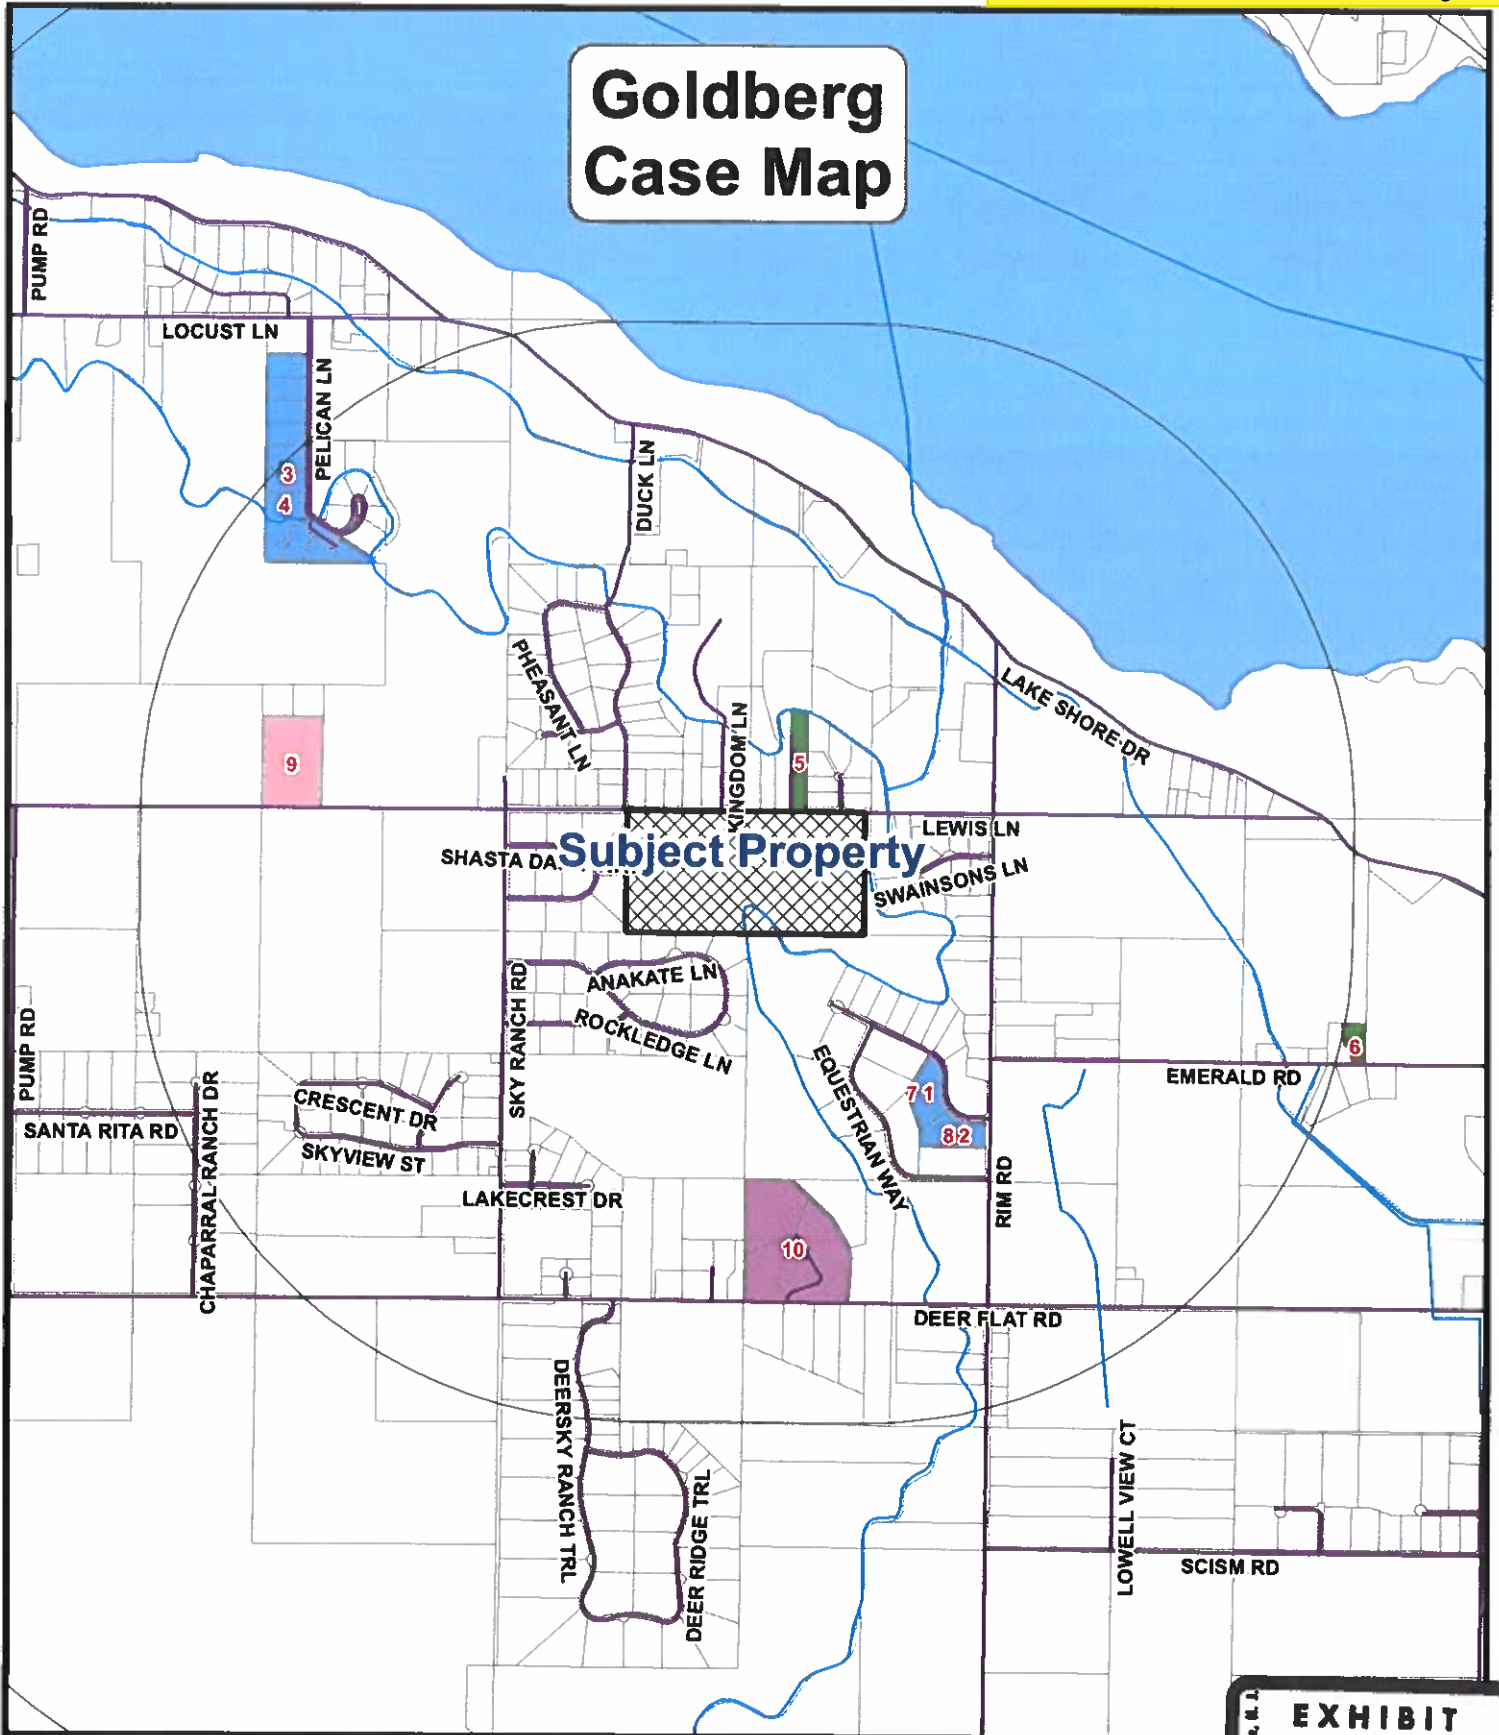 Goldberg
Case Map
PUMP RD
LOCUST LN
PELICAN LN
3
4
DUCK LN
PHEASANT LN
KINGDOM LN
LAKE SHORE DR
5
9
LEWIS LN
SHASTA DA
Subject Property
SWAINSONS LN
ANAKATE LN
SKY RANCH RD
ROCKLEDGE LN
PUMP RD
6
EMERALD RD
EQUESTRIAN WAY
7 1
8 2
CRESCENT DR
SANTA RITA RD
CHAPARRAL RANCH DR
SKYVIEW ST
LAKECREST DR
RIM RD
10
DEER FLAT RD
DEERSKY RANCH TRL
DEER RIDGE TRL
LOWELL VIEW CT
SCISM RD
EXHIBIT